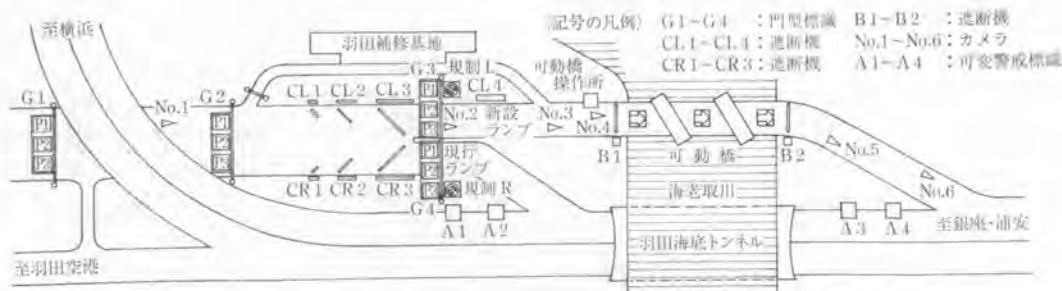 (記号の凡例) G1~G4 :門型標識 B1~B2 :遮断機
CL1~CL4:遮断機 No.1~No.6:カメラ
CR1~CR3:遮断機 A1~A4:可変警戒標識
至横浜
羽田補修基地
G1
No.1
G2
CL1
CL2
CL3
G3
規制L
CL4
可動橋
操作所
No.2
新設
ランプ
No.3
No.4
P1
P2
P3
現行
ランプ
B1
可動橋
B2
No.5
CR1
CR2
CR3
規制R
G4
A1
A2
海老取川
No.6
A3
A4
至銀座・浦安
羽田海底トンネル
至羽田空港